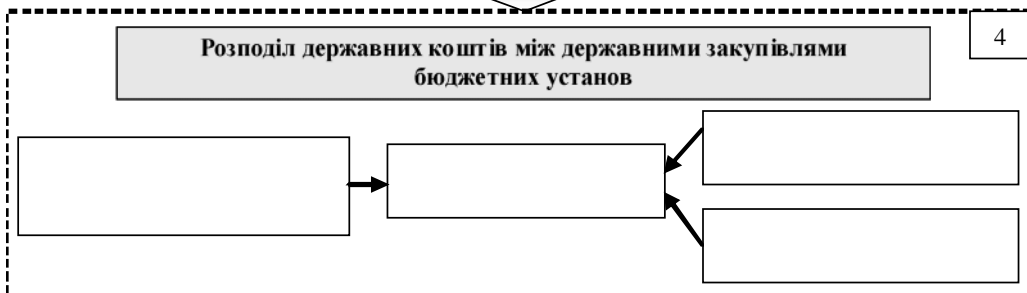 4
Розподіл державних коштів між державними закупівлями
бюджетних установ